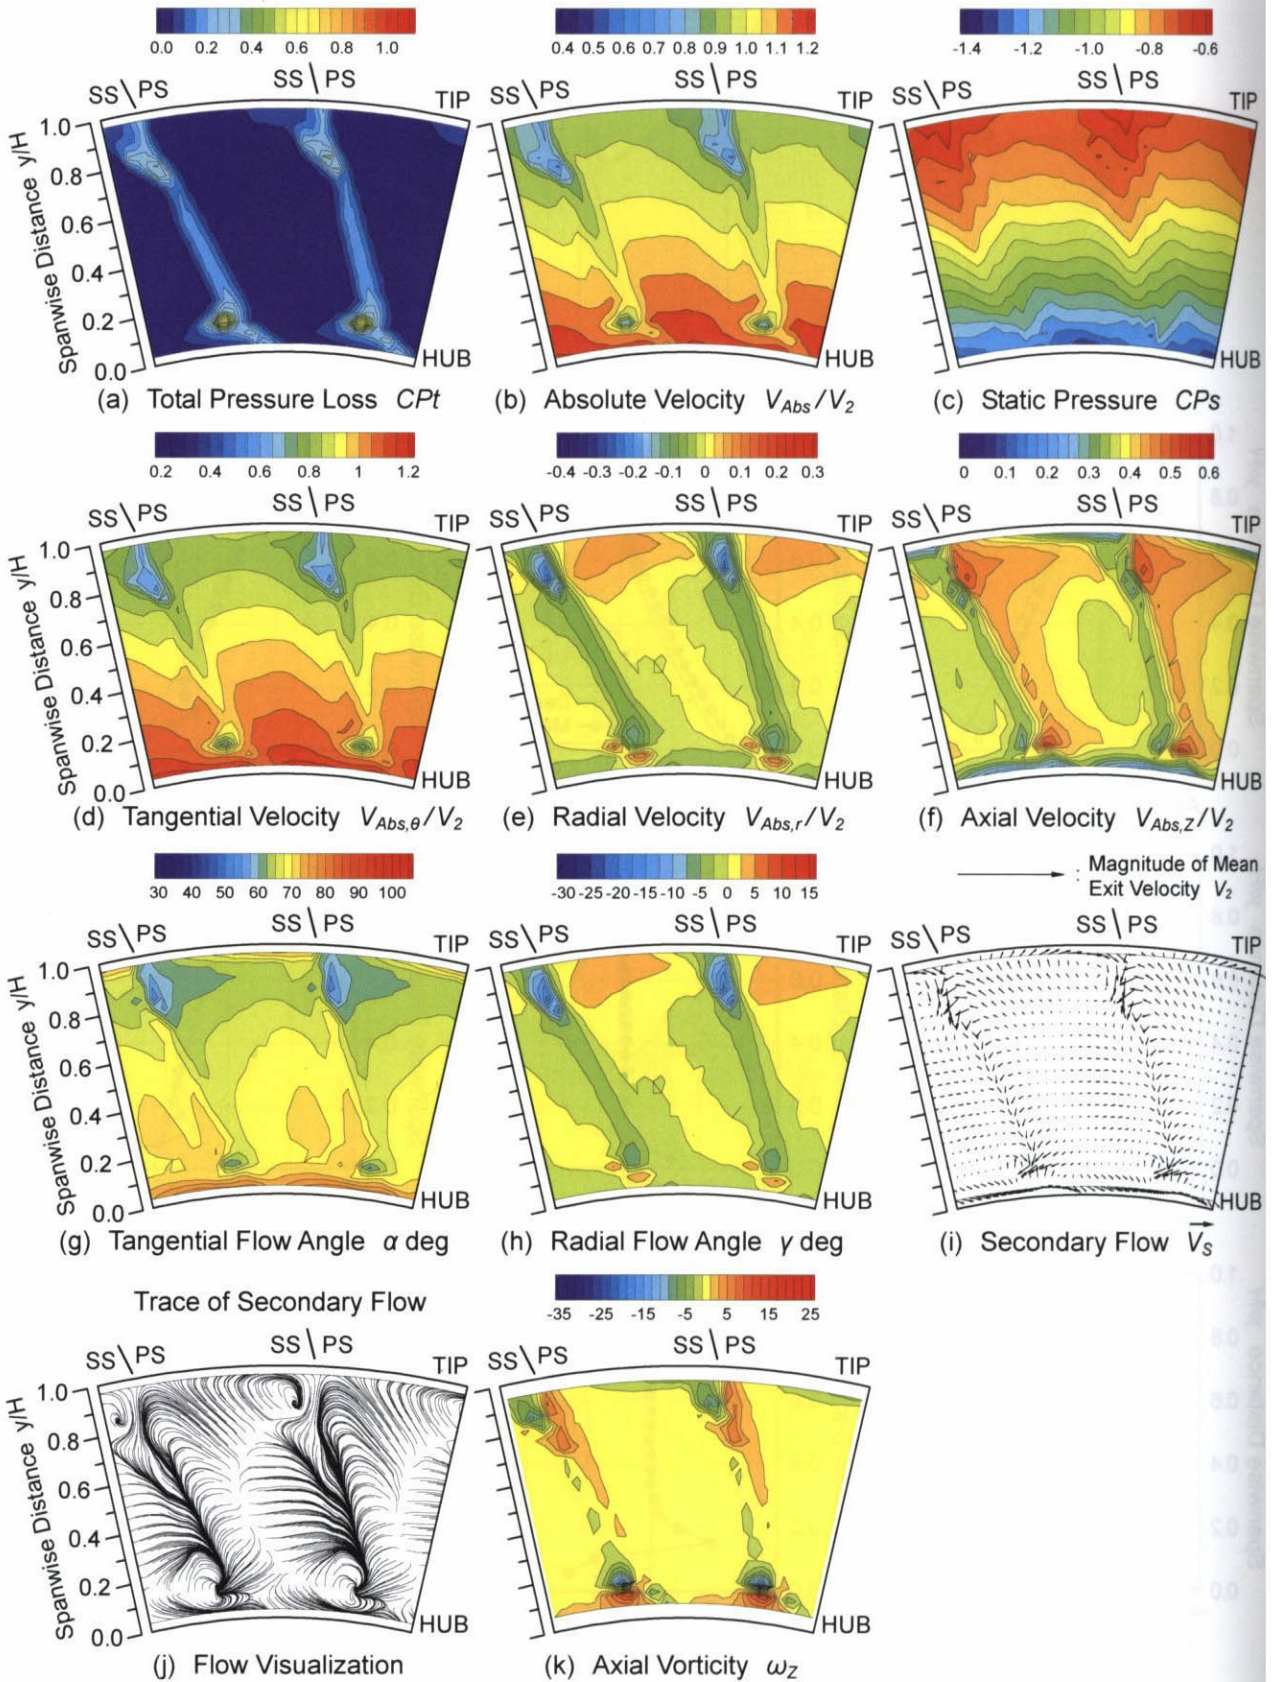 0.0 0.2 0.4 0.6 0.8 1.0
0.4 0.5 0.6 0.7 0.8 0.9 1.0 1.1 1.2
-1.4 -1.2 -1.0 -0.8 -0.6
SS \ PS SS \ PS TIP
SS \ PS SS \ PS TIP
SS \ PS SS \ PS TIP
Spanwise Distance y/H
1.0
0.8
0.6
0.4
0.2
0.0
HUB
HUB
HUB
(a) Total Pressure Loss CPt
(b) Absolute Velocity V_Abs/V_2
(c) Static Pressure CPs
0.2 0.4 0.6 0.8 1 1.2
-0.4 -0.3 -0.2 -0.1 0 0.1 0.2 0.3
0 0.1 0.2 0.3 0.4 0.5 0.6
SS \ PS SS \ PS TIP
SS \ PS SS \ PS TIP
SS \ PS SS \ PS TIP
Spanwise Distance y/H
1.0
0.8
0.6
0.4
0.2
0.0
HUB
HUB
HUB
(d) Tangential Velocity V_Abs,θ/V_2
(e) Radial Velocity V_Abs,r/V_2
(f) Axial Velocity V_Abs,Z/V_2
30 40 50 60 70 80 90 100
-30 -25 -20 -15 -10 -5 0 5 10 15
: Magnitude of Mean
Exit Velocity V_2
SS \ PS SS \ PS TIP
SS \ PS SS \ PS TIP
SS \ PS SS \ PS TIP
Spanwise Distance y/H
1.0
0.8
0.6
0.4
0.2
0.0
HUB
HUB
HUB
(g) Tangential Flow Angle α deg
(h) Radial Flow Angle γ deg
(i) Secondary Flow V_S
Trace of Secondary Flow
-35 -25 -15 -5 5 15 25
SS \ PS SS \ PS TIP
SS \ PS SS \ PS TIP
Spanwise Distance y/H
1.0
0.8
0.6
0.4
0.2
0.0
HUB
HUB
(j) Flow Visualization
(k) Axial Vorticity ω_Z